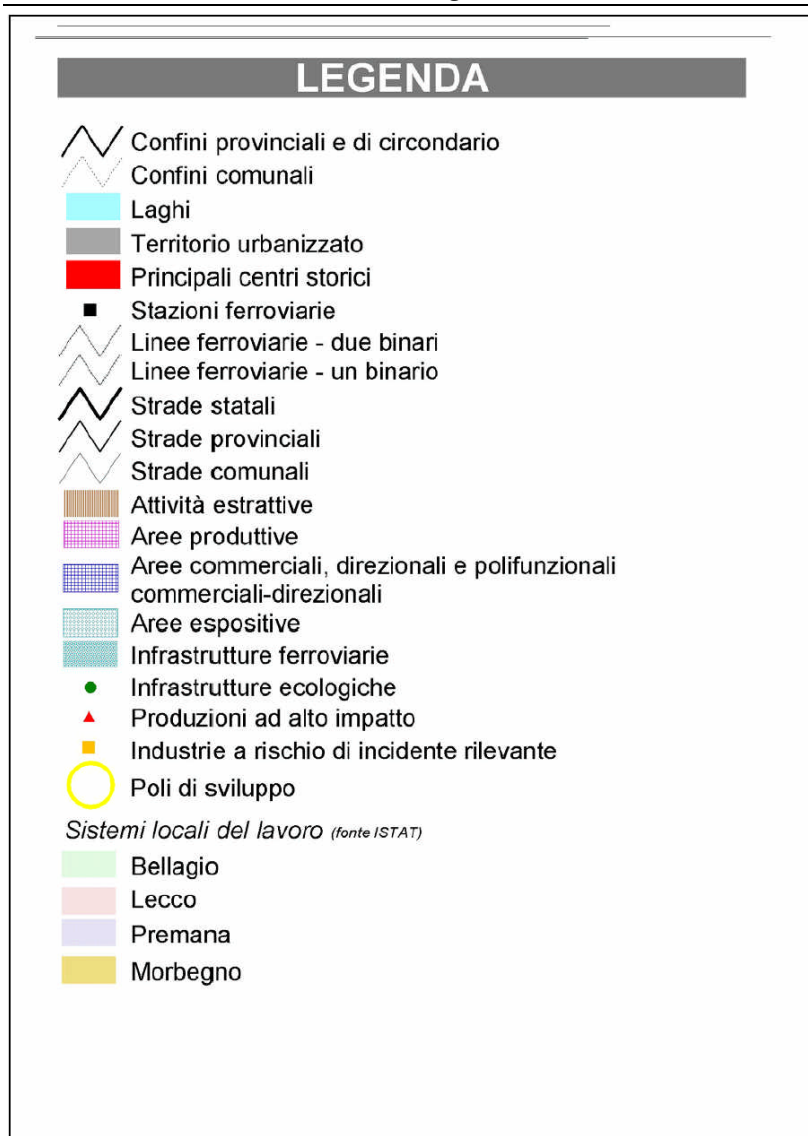 LEGENDA
Confini provinciali e di circondario
Confini comunali
Laghi
Territorio urbanizzato
Principali centri storici
Stazioni ferroviarie
Linee ferroviarie - due binari
Linee ferroviarie - un binario
Strade statali
Strade provinciali
Strade comunali
Attività estrattive
Aree produttive
Aree commerciali, direzionali e polifunzionali
commerciali-direzionali
Aree espositive
Infrastrutture ferroviarie
Infrastrutture ecologiche
Produzioni ad alto impatto
Industrie a rischio di incidente rilevante
Poli di sviluppo
Sistemi locali del lavoro (fonte ISTAT)
Bellagio
Lecco
Premana
Morbegno